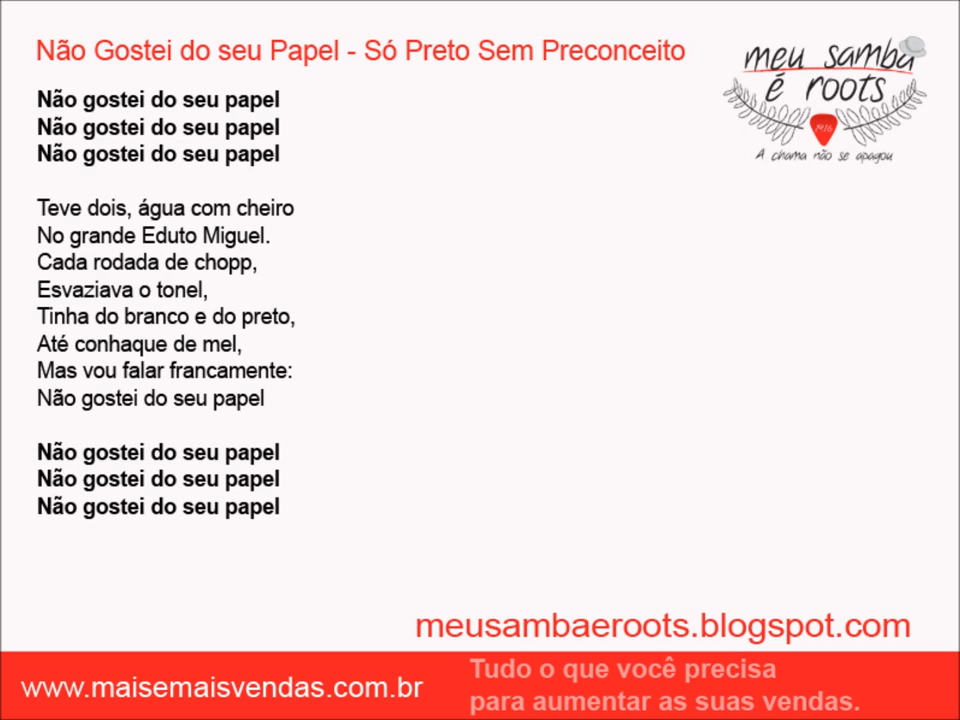 Não Gostei do seu Papel - Só Preto Sem Preconceito
meu samba
é roots
1916
A chama não se apagou
Não gostei do seu papel
Não gostei do seu papel
Não gostei do seu papel
Teve dois, água com cheiro
No grande Eduto Miguel.
Cada rodada de chopp,
Esvaziava o tonel,
Tinha do branco e do preto,
Até conhaque de mel,
Mas vou falar francamente:
Não gostei do seu papel
Não gostei do seu papel
Não gostei do seu papel
Não gostei do seu papel
meusambaeroots.blogspot.com
www.maisemaisvendas.com.br
Tudo o que você precisa
para aumentar as suas vendas.